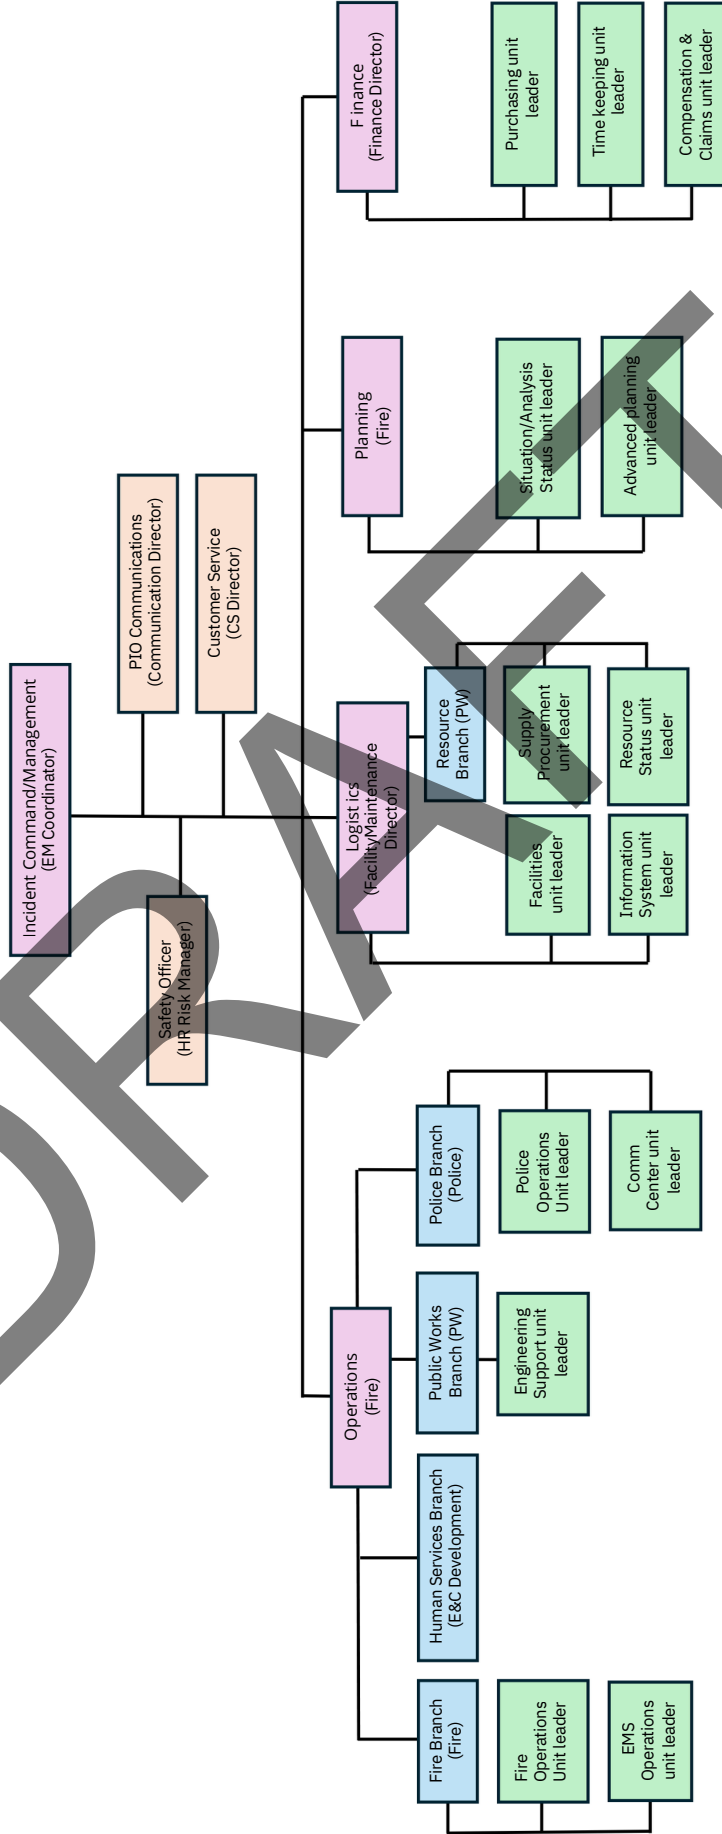 Incident Command/Management
(EM Coordinator)
PIO Communications
(Communication Director)
Safety Officer
(HR Risk Manager)
Customer Service
(CS Director)
Operations
(Fire)
Logist ics
(FacilityMaintenance
Director)
Planning
(Fire)
F inance
(Finance Director)
Fire Branch
(Fire)
Human Services Branch
(E&C Development)
Public Works
Branch (PW)
Police Branch
(Police)
Resource
Branch (PW)
Fire
Operations
Unit leader
Engineering
Support unit
leader
Police
Operations
Unit leader
Facilities
unit leader
Supply
Procurement
unit leader
Situation/Analysis
Status unit leader
Purchasing unit
leader
EMS
Operations
unit leader
Comm
Center unit
leader
Information
System unit
leader
Resource
Status unit
leader
Advanced planning
unit leader
Time keeping unit
leader
Compensation &
Claims unit leader
DRAFT